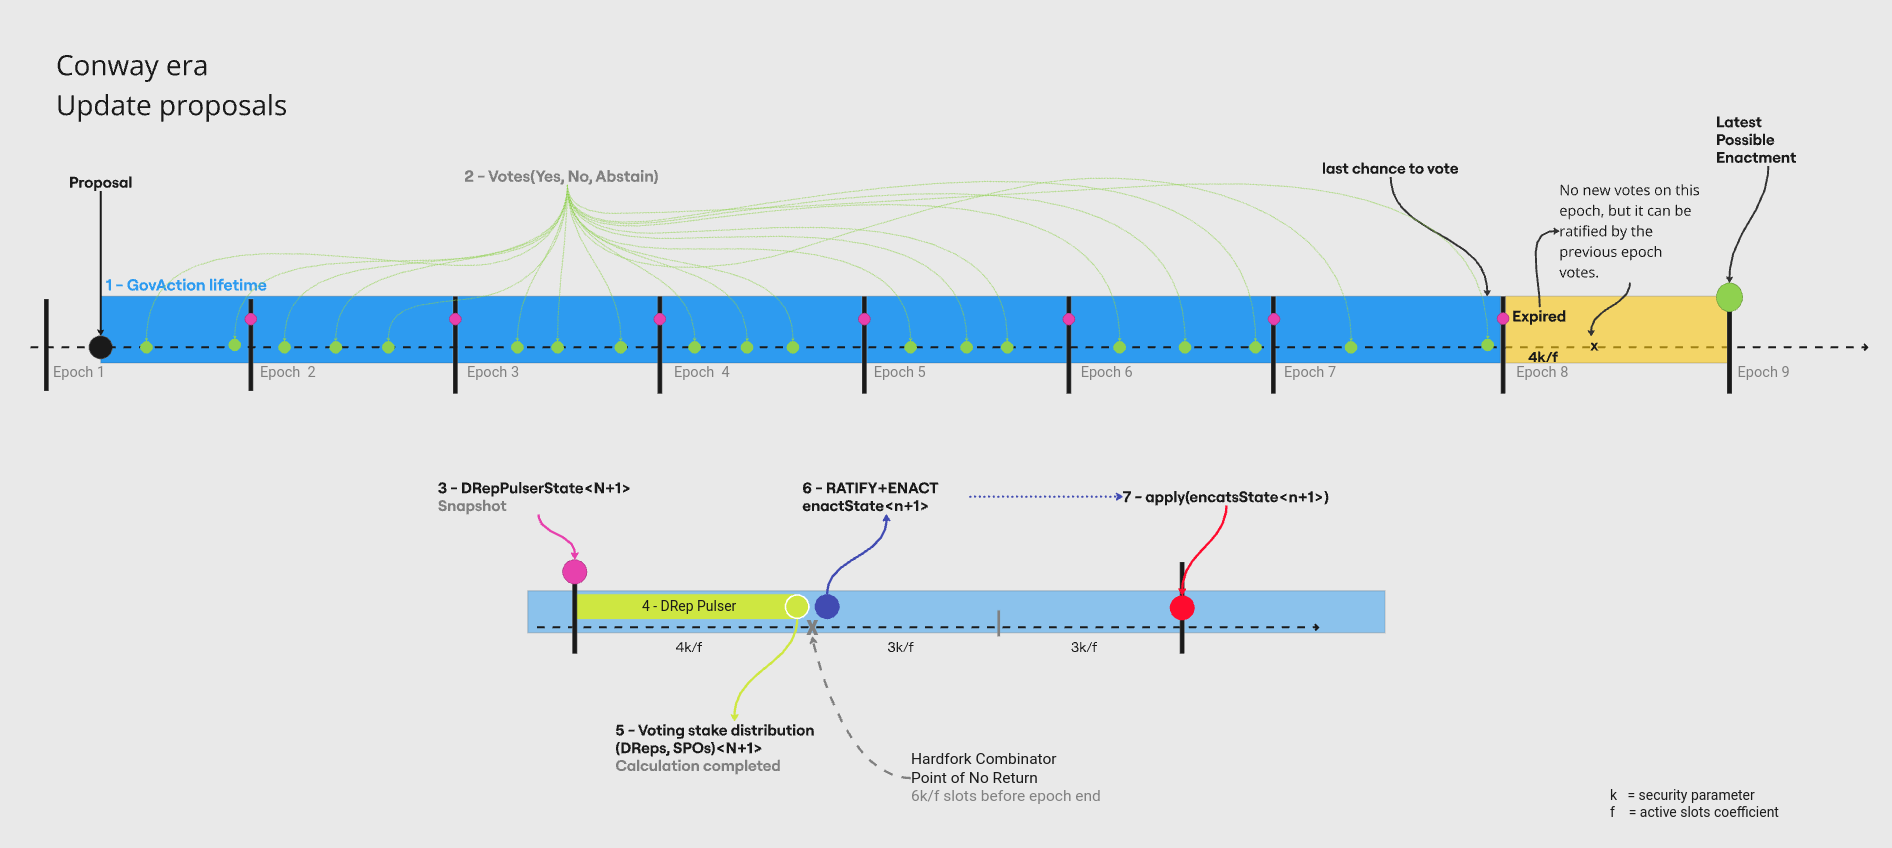 Conway era
Update proposals
Proposal
2 – Votes(Yes, No, Abstain)
last chance to vote
Latest
Possible
Enactment
No new votes on this
epoch, but it can be
ratified by the
previous epoch
votes.
1 – GovAction lifetime
Expired
x
4k/f
Epoch 1
Epoch 2
Epoch 3
Epoch 4
Epoch 5
Epoch 6
Epoch 7
Epoch 8
Epoch 9
3 – DRepPulserState<N+1>
Snapshot
6 – RATIFY+ENACT
enactState<n+1>
7 – apply(encatsState<n+1>)
4 - DRep Pulser
X
4k/f
3k/f
3k/f
5 – Voting stake distribution
(DReps, SPOs)<N+1>
Calculation completed
Hardfork Combinator
Point of No Return
6k/f slots before epoch end
k = security parameter
f = active slots coefficient